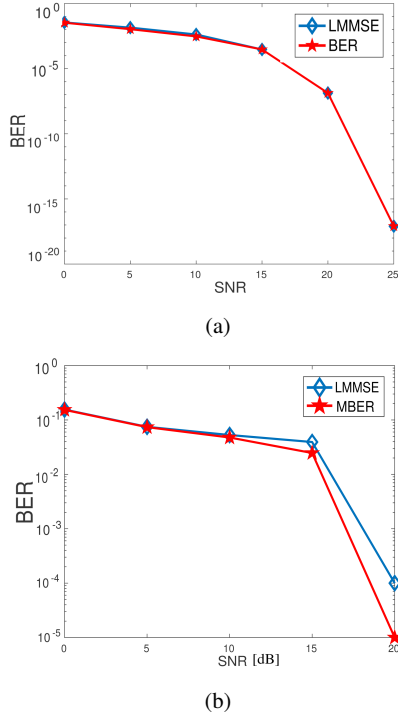 10^0
10^-5
10^-10
10^-15
10^-20
BER
LMMSE
BER
0 5 10 15 20 25
SNR
(a)
10^0
10^-1
10^-2
10^-3
10^-4
10^-5
BER
LMMSE
MBER
0 5 10 15 20
SNR [dB]
(b)